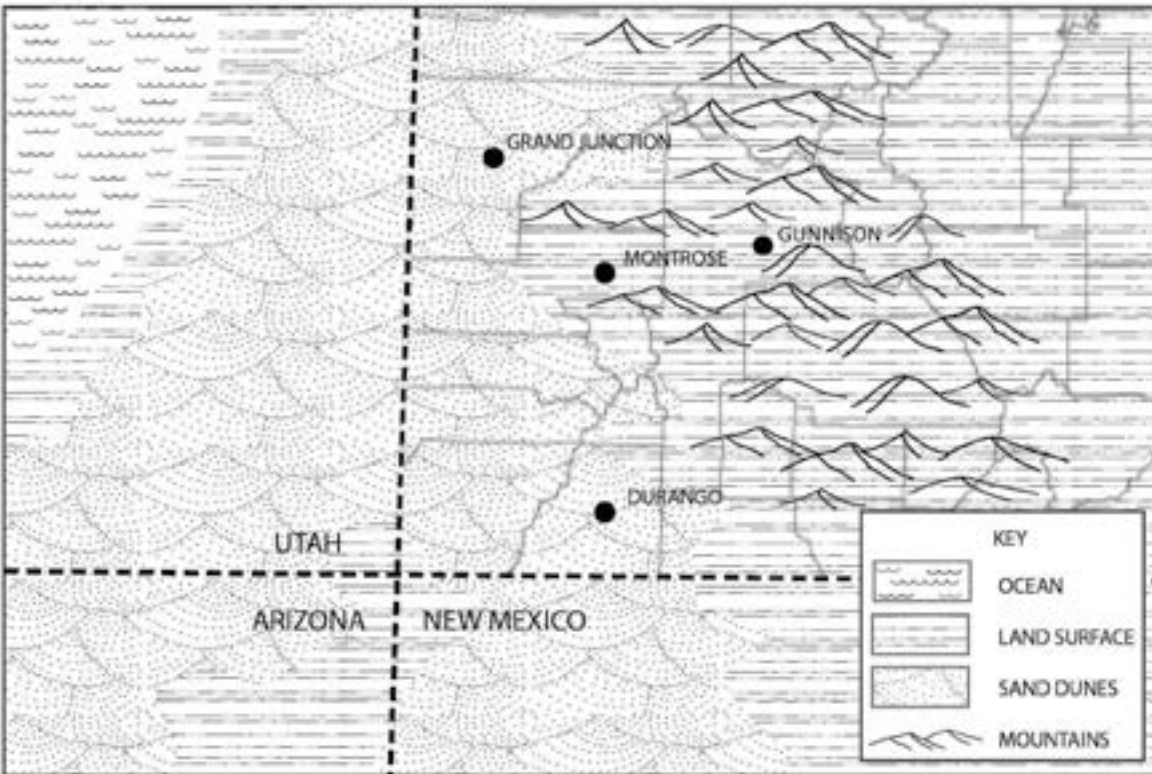 GRAND JUNCTION
GUNNISON
MONTROSE
DURANGO
UTAH
ARIZONA
NEW MEXICO
KEY
OCEAN
LAND SURFACE
SAND DUNES
MOUNTAINS